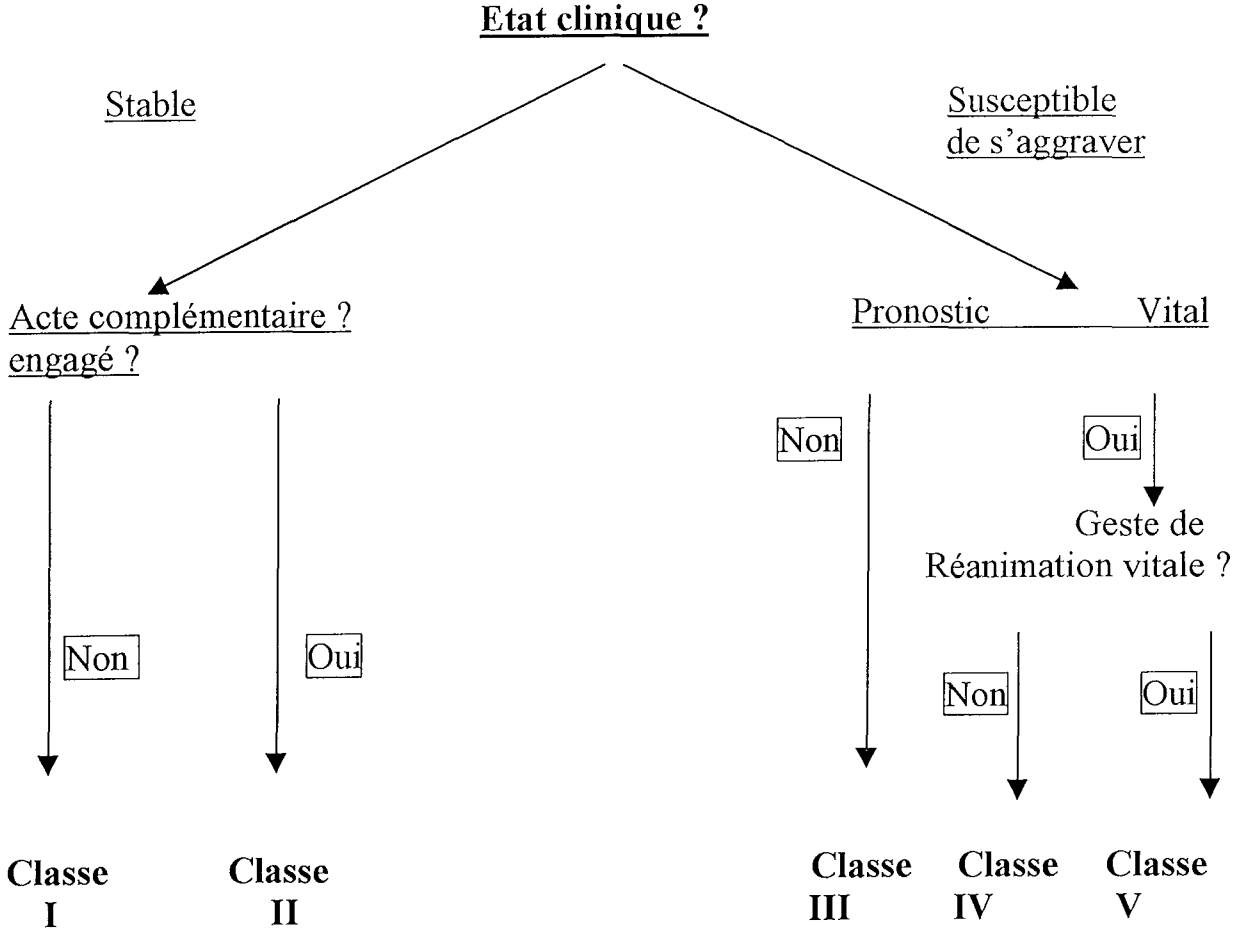 Etat clinique ?
Stable
Susceptible
de s'aggraver
Acte complémentaire ?
engagé ?
Pronostic Vital
Non
Oui
Geste de
Réanimation vitale ?
Non
Oui
Non
Oui
Classe
I
Classe
II
Classe
III
Classe
IV
Classe
V